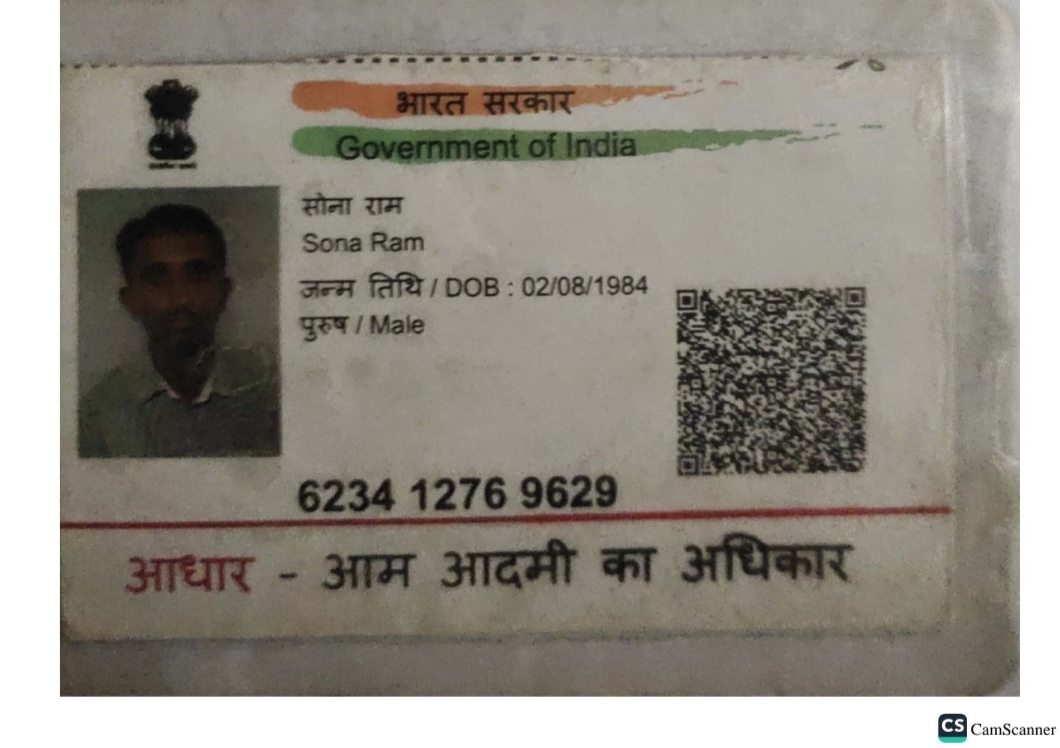 भारत सरकार
Government of India
सोना राम
Sona Ram
जन्म तिथि / DOB : 02/08/1984
पुरुष / Male
6234 1276 9629
आधार - आम आदमी का अधिकार
CS CamScanner